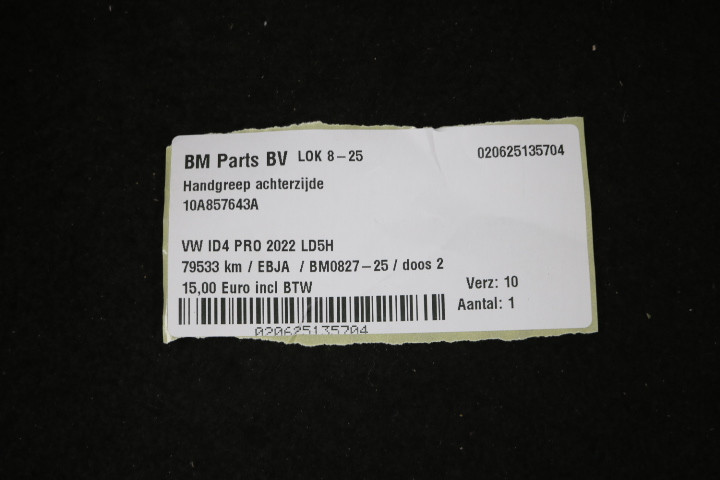 BM Parts BV LOK 8-25 020625135704
Handgreep achterzijde
10A857643A
VW ID4 PRO 2022 LD5H
79533 km / EBJA / BM0827-25 / doos 2
15,00 Euro incl BTW Verz: 10
Aantal: 1
020625135704